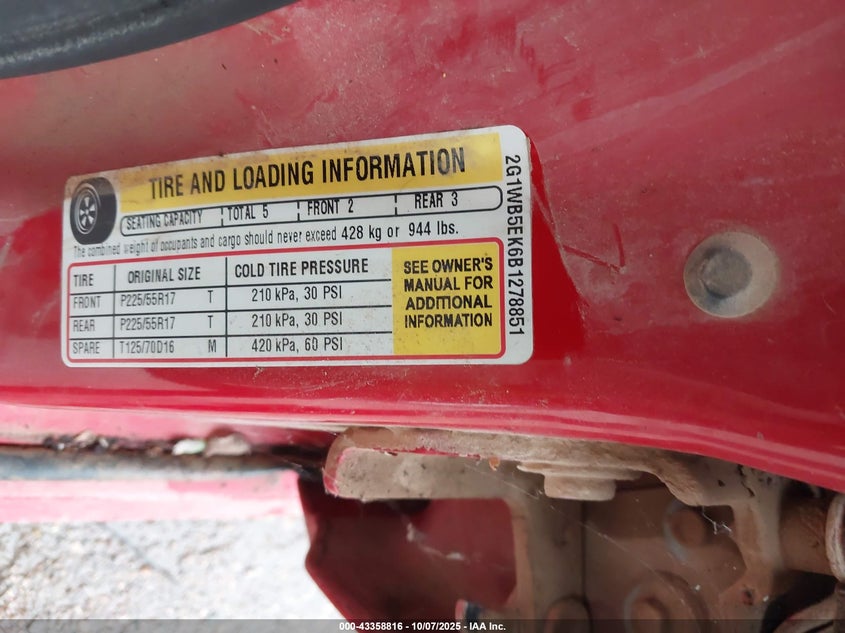 TIRE AND LOADING INFORMATION
SEATING CAPACITY TOTAL 5 FRONT 2 REAR 3
The combined weight of occupants and cargo should never exceed 428 kg or 944 lbs.
TIRE ORIGINAL SIZE COLD TIRE PRESSURE
FRONT P225/55R17 T 210 kPa, 30 PSI
REAR P225/55R17 T 210 kPa, 30 PSI
SPARE T125/70D16 M 420 kPa, 60 PSI
SEE OWNER'S
MANUAL FOR
ADDITIONAL
INFORMATION
2G1WB5EK6B1278851
000-43358816 - 10/07/2025 - IAA Inc.